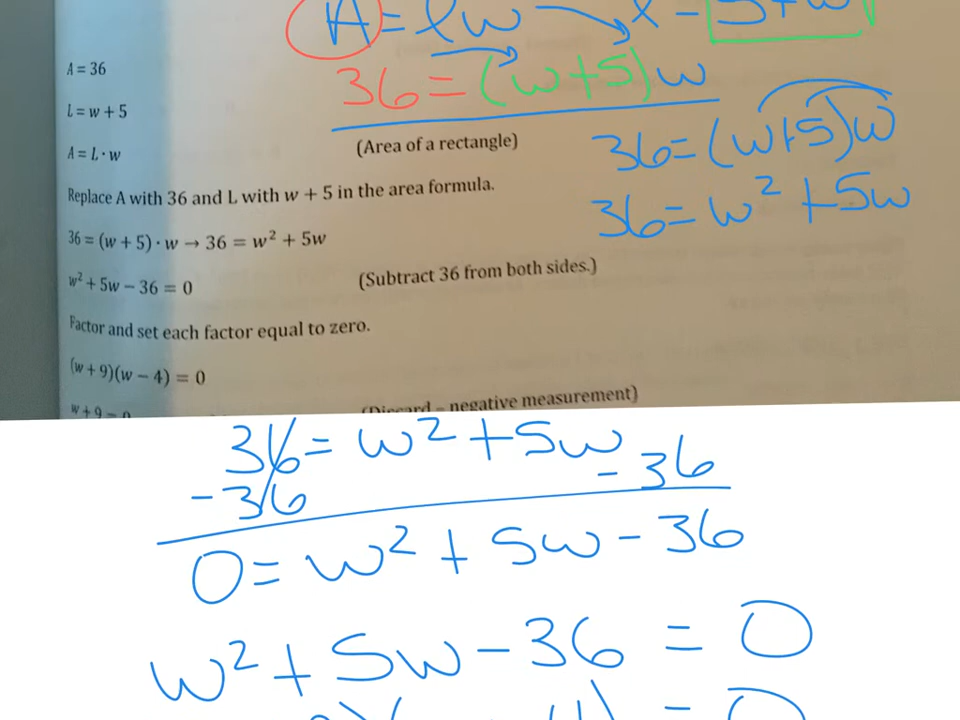 A = lw
36 = (w+5)w
A = 36
L = w + 5
A = L · w
(Area of a rectangle)
36 = (w+5)w
Replace A with 36 and L with w + 5 in the area formula.
36 = w² + 5w
36 = (w + 5) · w → 36 = w² + 5w
w² + 5w − 36 = 0
(Subtract 36 from both sides.)
Factor and set each factor equal to zero.
(w + 9)(w − 4) = 0
w + 9 = 0
(Discard – negative measurement)
36 = w² + 5w
−36 −36
0 = w² + 5w − 36
w² + 5w − 36 = 0